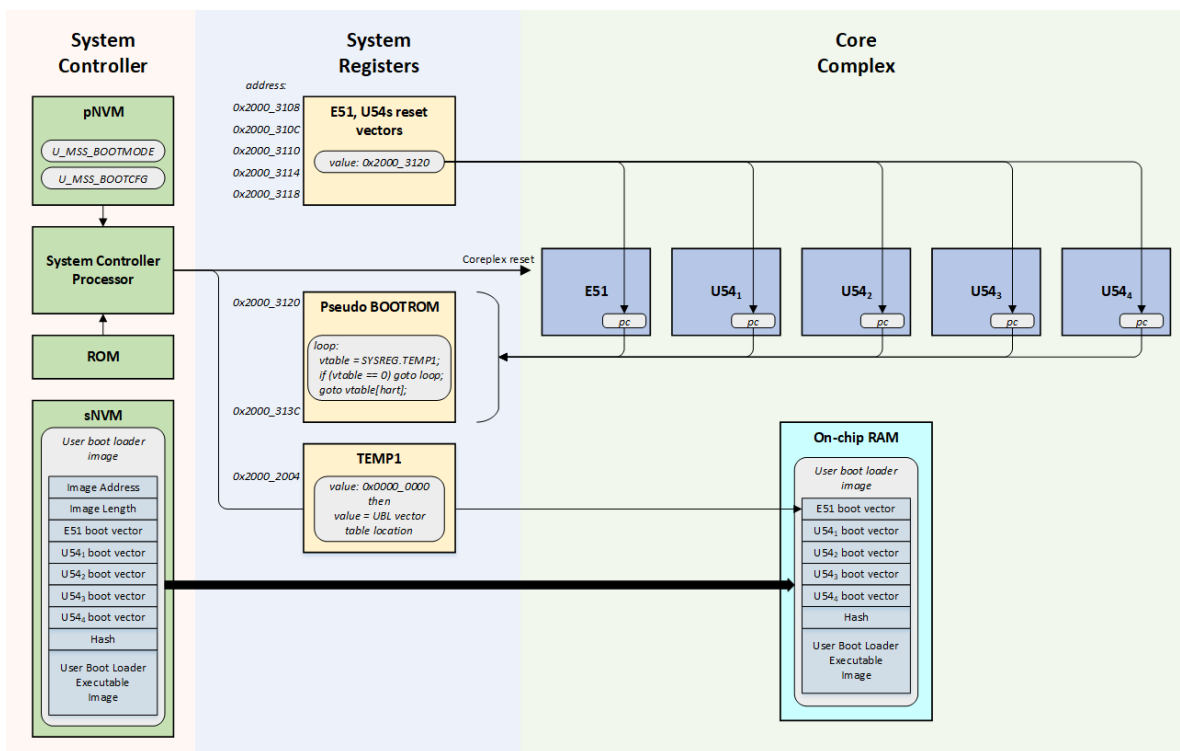 System
Controller
pNVM
U_MSS_BOOTMODE
U_MSS_BOOTCFG
System Controller
Processor
ROM
sNVM
User boot loader
image
Image Address
Image Length
E51 boot vector
U54₁ boot vector
U54₂ boot vector
U54₃ boot vector
U54₄ boot vector
Hash
User Boot Loader
Executable
Image
System
Registers
address:
0x2000_3108
0x2000_310C
0x2000_3110
0x2000_3114
0x2000_3118
E51, U54s reset
vectors
value: 0x2000_3120
0x2000_3120
Pseudo BOOTROM
loop:
vtable = SYSREG.TEMP1;
if (vtable == 0) goto loop;
goto vtable[hart];
0x2000_313C
TEMP1
0x2000_2004
value: 0x0000_0000
then
value = UBL vector
table location
Core
Complex
Coreplex reset
E51
pc
U54₁
pc
U54₂
pc
U54₃
pc
U54₄
pc
On-chip RAM
User boot loader
image
E51 boot vector
U54₁ boot vector
U54₂ boot vector
U54₃ boot vector
U54₄ boot vector
Hash
User Boot Loader
Executable
Image